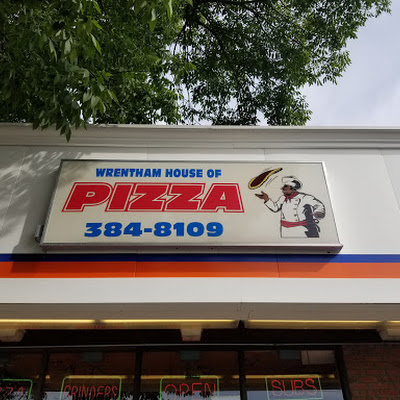 WRENTHAM HOUSE OF
PIZZA
384-8109
GRINDERS
OPEN
SUBS